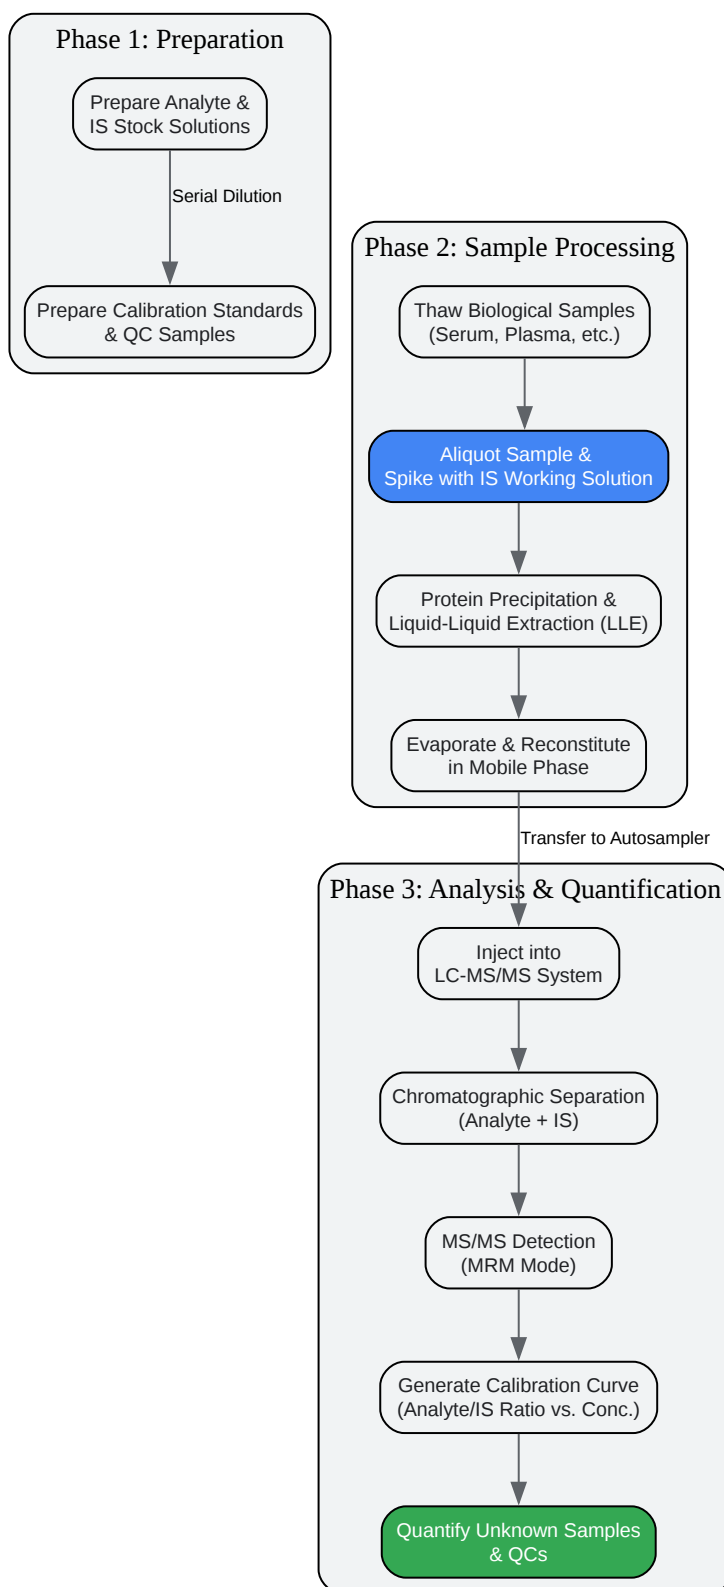 Phase 1: Preparation
Prepare Analyte &
IS Stock Solutions
Serial Dilution
Prepare Calibration Standards
& QC Samples
Phase 2: Sample Processing
Thaw Biological Samples
(Serum, Plasma, etc.)
Aliquot Sample &
Spike with IS Working Solution
Protein Precipitation &
Liquid-Liquid Extraction (LLE)
Evaporate & Reconstitute
in Mobile Phase
Transfer to Autosampler
Phase 3: Analysis & Quantification
Inject into
LC-MS/MS System
Chromatographic Separation
(Analyte + IS)
MS/MS Detection
(MRM Mode)
Generate Calibration Curve
(Analyte/IS Ratio vs. Conc.)
Quantify Unknown Samples
& QCs